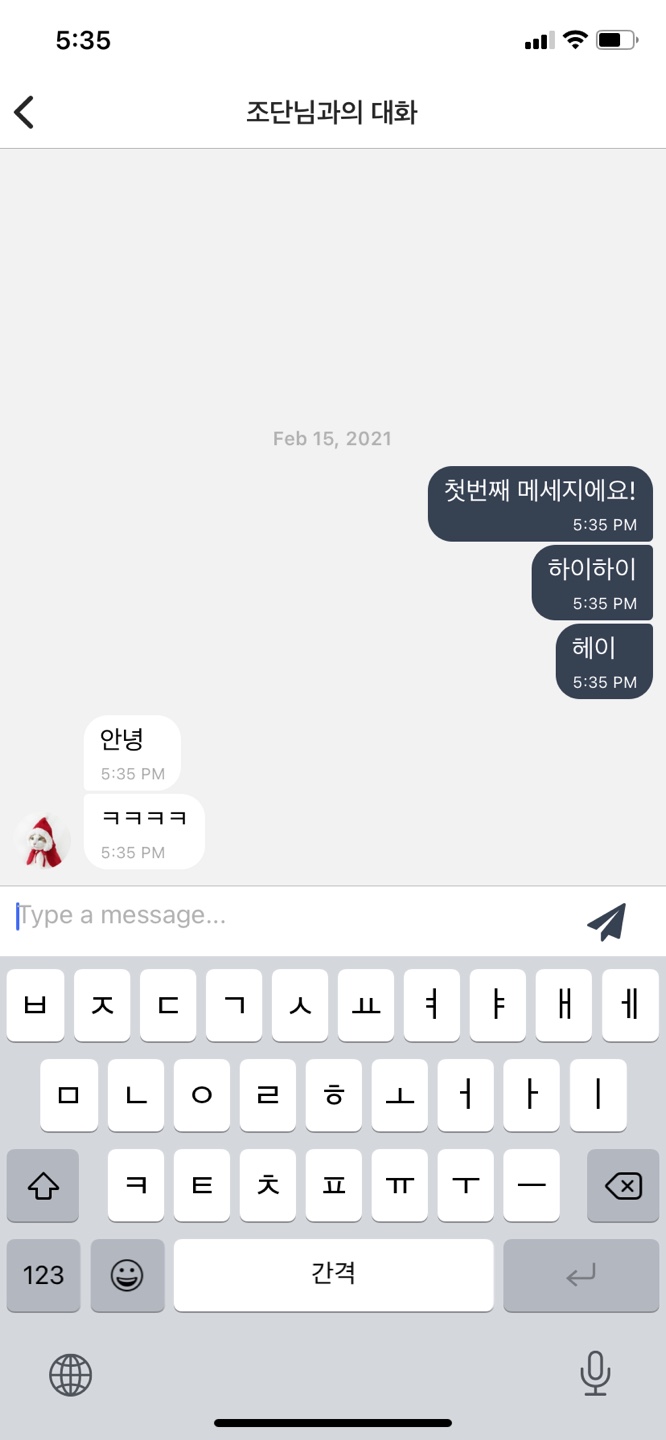 5:35
조단님과의 대화
Feb 15, 2021
첫번째 메세지에요!
5:35 PM
하이하이
5:35 PM
헤이
5:35 PM
안녕
5:35 PM
ㅋㅋㅋㅋ
5:35 PM
Type a message...
ㅂ ㅈ ㄷ ㄱ ㅅ ㅛ ㅕ ㅑ ㅐ ㅔ
ㅁ ㄴ ㅇ ㄹ ㅎ ㅗ ㅓ ㅏ ㅣ
ㅋ ㅌ ㅊ ㅍ ㅠ ㅜ ㅡ
123 간격